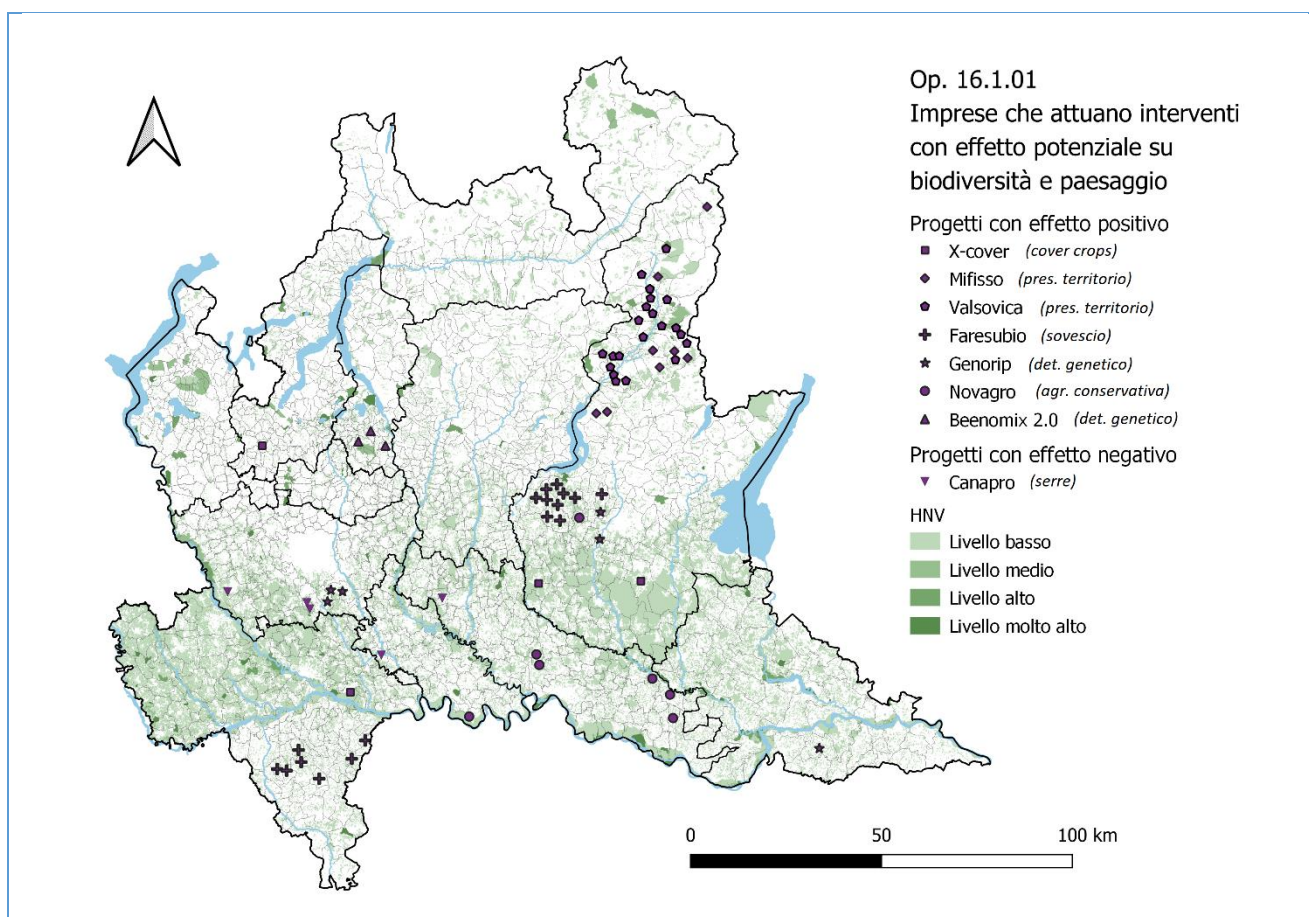 Op. 16.1.01
Imprese che attuano interventi
con effetto potenziale su
biodiversità e paesaggio
Progetti con effetto positivo
X-cover (cover crops)
Mifisso (pres. territorio)
Valsovica (pres. territorio)
Faresubio (sovescio)
Genorip (det. genetico)
Novagro (agr. conservativa)
Beenomix 2.0 (det. genetico)
Progetti con effetto negativo
Canapro (serre)
HNV
Livello basso
Livello medio
Livello alto
Livello molto alto
0 50 100 km